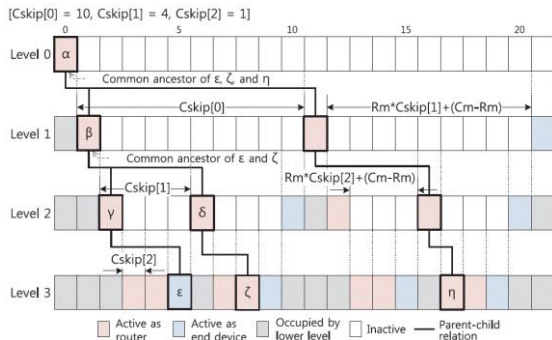 [Cskip[0] = 10, Cskip[1] = 4, Cskip[2] = 1]
0 5 10 15 20
Level 0 α
Common ancestor of ε, ζ, and η
Cskip[0] Rm*Cskip[1]+(Cm-Rm)
Level 1 β
Common ancestor of ε and ζ
Cskip[1] Rm*Cskip[2]+(Cm-Rm)
Level 2 γ δ
Cskip[2]
Level 3 ε ζ η
Active as router
Active as end device
Occupied by lower level
Inactive
Parent-child relation